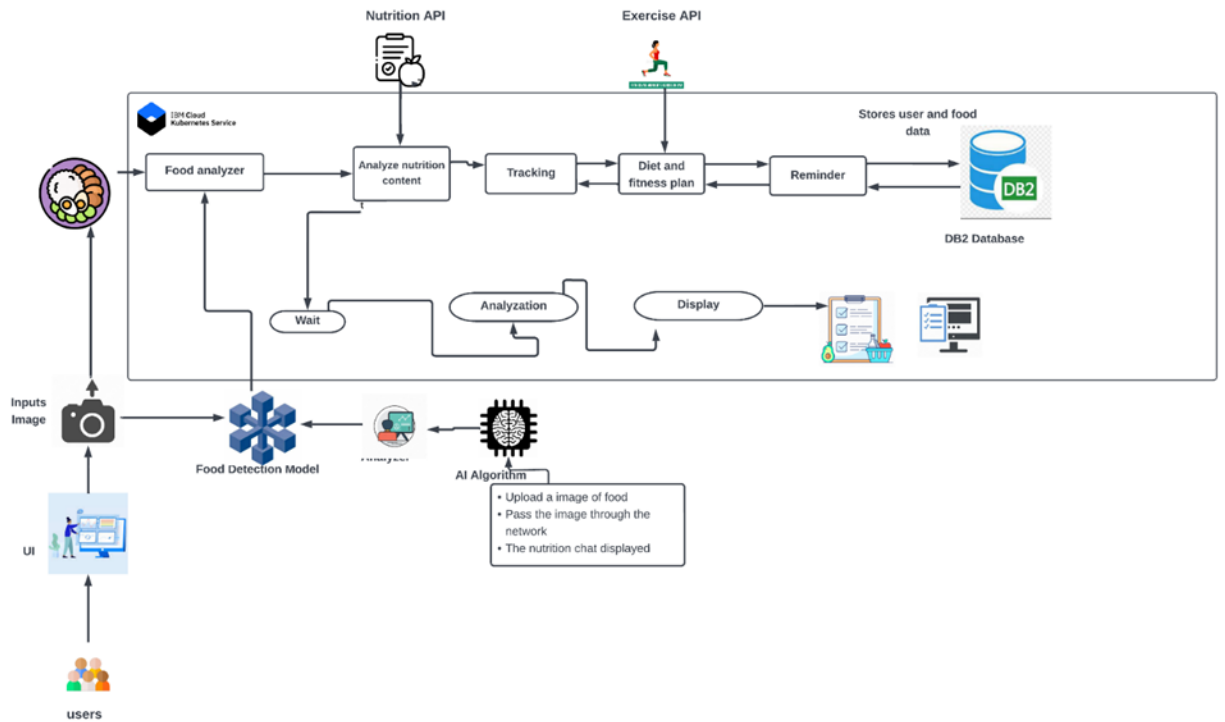 Nutrition API
Exercise API
IBM Cloud
Kubernetes Service
Stores user and food
data
Food analyzer
Analyze nutrition
content
Tracking
Diet and
fitness plan
Reminder
DB2
DB2 Database
Wait
Analyzation
Display
Inputs
Image
Food Detection Model
Analyzer
AI Algorithm
• Upload a image of food
• Pass the image through the
network
• The nutrition chat displayed
UI
users